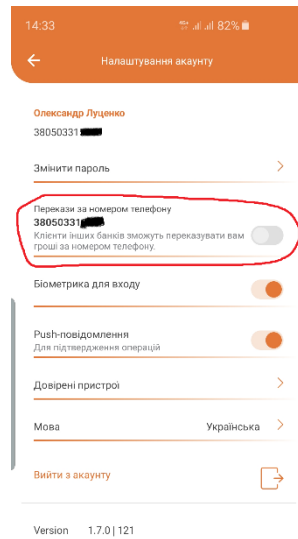 14:33 82%
Налаштування акаунту
Олександр Луценко
38050331
Змінити пароль
Перекази за номером телефону
38050331
Клієнти інших банків зможуть переказувати вам
гроші за номером телефону.
Біометрика для входу
Push-повідомлення
Для підтвердження операцій
Довірені пристрої
Мова Українська
Вийти з акаунту
Version 1.7.0 | 121